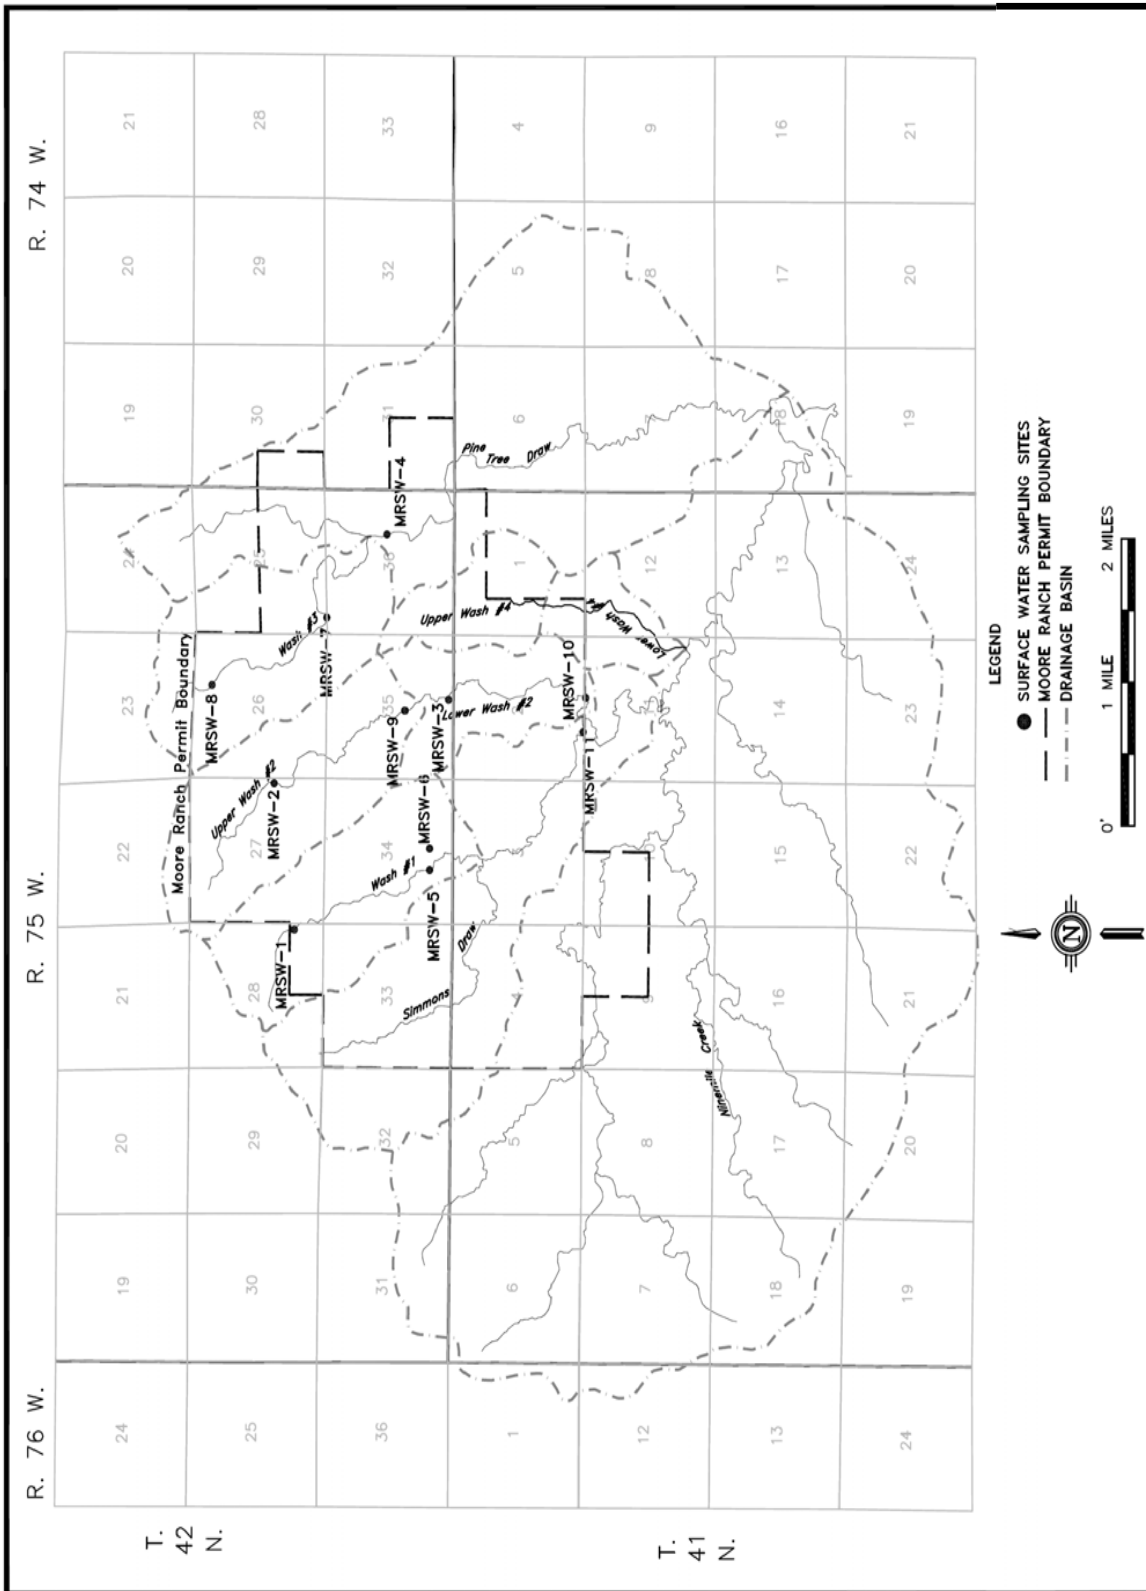 R. 76 W.
R. 75 W.
R. 74 W.
T.
42
N.
T.
41
N.
24
19
20
21
22
23
19
20
21
25
30
29
28
27
26
25
30
29
28
36
31
32
33
34
35
36
31
32
33
1
6
5
1
6
5
4
12
7
8
9
10
12
7
8
9
13
18
17
16
15
14
13
18
17
16
24
19
20
21
22
23
24
19
20
21
Moore Ranch Permit Boundary
MRSW-1
MRSW-2
MRSW-8
MRSW-7
MRSW-4
MRSW-9
MRSW-3
MRSW-6
MRSW-5
MRSW-10
MRSW-11
Upper Wash #2
Wash #3
Wash #1
Simmons
Draw
Lower Wash #2
Upper Wash #4
Lower Wash #4
Pine
Tree Draw
Ninemile Creek
LEGEND
SURFACE WATER SAMPLING SITES
MOORE RANCH PERMIT BOUNDARY
DRAINAGE BASIN
0'
1 MILE
2 MILES
N